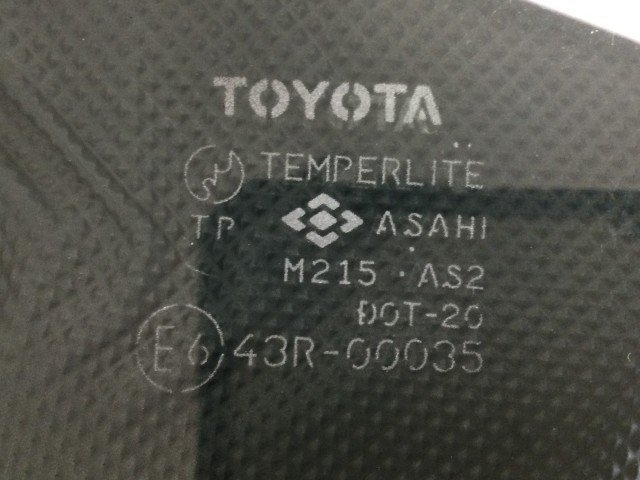 TOYOTA
TEMPERLITE
TP ASAHI
M215 · AS2
DOT-20
E6 43R-00035